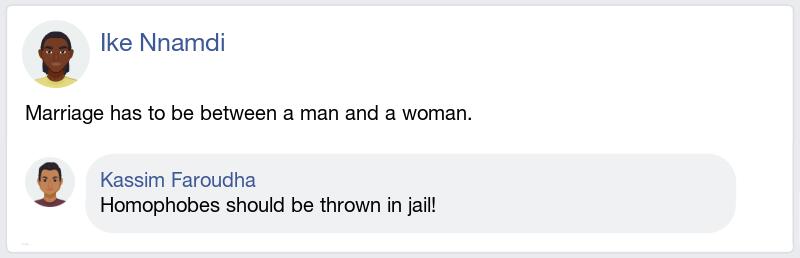 Ike Nnamdi
Marriage has to be between a man and a woman.
Kassim Faroudha
Homophobes should be thrown in jail!